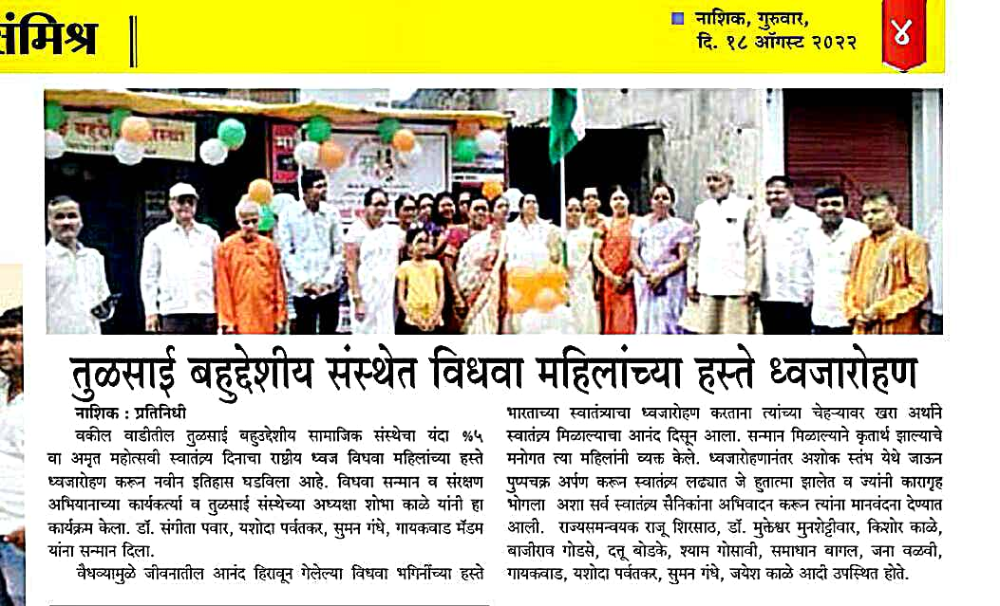 संमिश्र
नाशिक, गुरुवार,
दि. १८ ऑगस्ट २०२२
४
तुळसाई बहुद्देशीय संस्थेत विधवा महिलांच्या हस्ते ध्वजारोहण
नाशिक : प्रतिनिधी
वकील वाडीतील तुळसाई बहुउद्देशीय सामाजिक संस्थेचा यंदा %५
वा अमृत महोत्सवी स्वातंत्र्य दिनाचा राष्ट्रीय ध्वज विधवा महिलांच्या हस्ते
ध्वजारोहण करून नवीन इतिहास घडविला आहे. विधवा सन्मान व संरक्षण
अभियानाच्या कार्यकर्त्या व तुळसाई संस्थेच्या अध्यक्षा शोभा काळे यांनी हा
कार्यक्रम केला. डॉ. संगीता पवार, यशोदा पर्वतकर, सुमन गंधे, गायकवाड मॅडम
यांना सन्मान दिला.
वैधव्यामुळे जीवनातील आनंद हिरावून गेलेल्या विधवा भगिनींच्या हस्ते
भारताच्या स्वातंत्र्याचा ध्वजारोहण करताना त्यांच्या चेहऱ्यावर खरा अर्थाने
स्वातंत्र्य मिळाल्याचा आनंद दिसून आला. सन्मान मिळाल्याने कृतार्थ झाल्याचे
मनोगत त्या महिलांनी व्यक्त केले. ध्वजारोहणानंतर अशोक स्तंभ येथे जाऊन
पुष्पचक्र अर्पण करून स्वातंत्र्य लढ्यात जे हुतात्मा झालेत व ज्यांनी कारागृह
भोगला अशा सर्व स्वातंत्र्य सैनिकांना अभिवादन करून त्यांना मानवंदना देण्यात
आली. राज्यसमन्वयक राजू शिरसाठ, डॉ. मुक्तेश्वर मुनशेट्टीवार, किशोर काळे,
बाजीराव गोडसे, दत्तू बोडके, श्याम गोसावी, समाधान बागल, जना वळवी,
गायकवाड, यशोदा पर्वतकर, सुमन गंधे, जयेश काळे आदी उपस्थित होते.